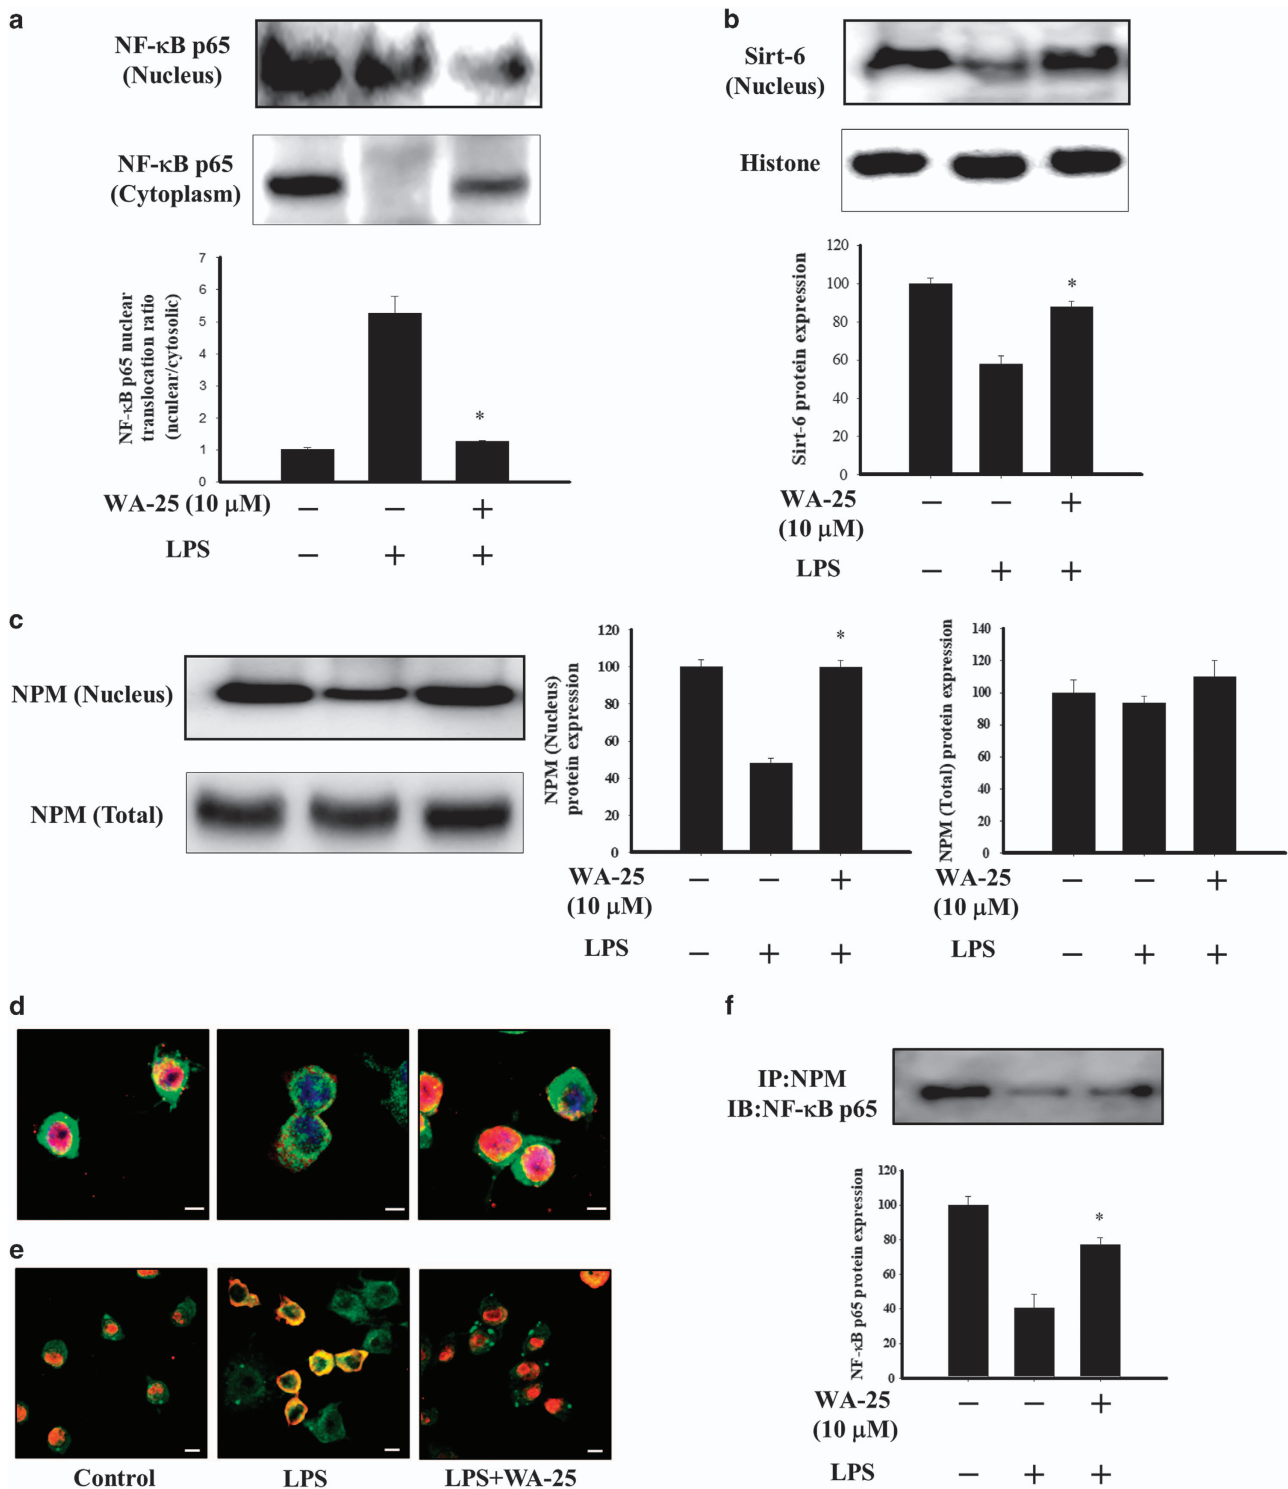 a
NF-κB p65
(Nucleus)
NF-κB p65
(Cytoplasm)
NF-κB p65 nuclear
translocation ratio
(nculear/cytosolic)
7
6
5
4
3
2
1
0
*
WA-25 (10 μM) − − +
LPS − + +
b
Sirt-6
(Nucleus)
Histone
Sirt-6 protein expression
120
100
80
60
40
20
0
*
WA-25
(10 μM)
− − +
LPS − + +
c
NPM (Nucleus)
NPM (Total)
NPM (Nucleus)
protein expression
120
100
80
60
40
20
0
*
WA-25
(10 μM)
− − +
LPS − + +
NPM (Total) protein expression
140
120
100
80
60
40
20
0
WA-25
(10 μM)
− − +
LPS − + +
d
e
Control LPS LPS+WA-25
f
IP:NPM
IB:NF-κB p65
NF-κB p65 protein expression
120
100
80
60
40
20
0
*
WA-25
(10 μM)
− − +
LPS − + +